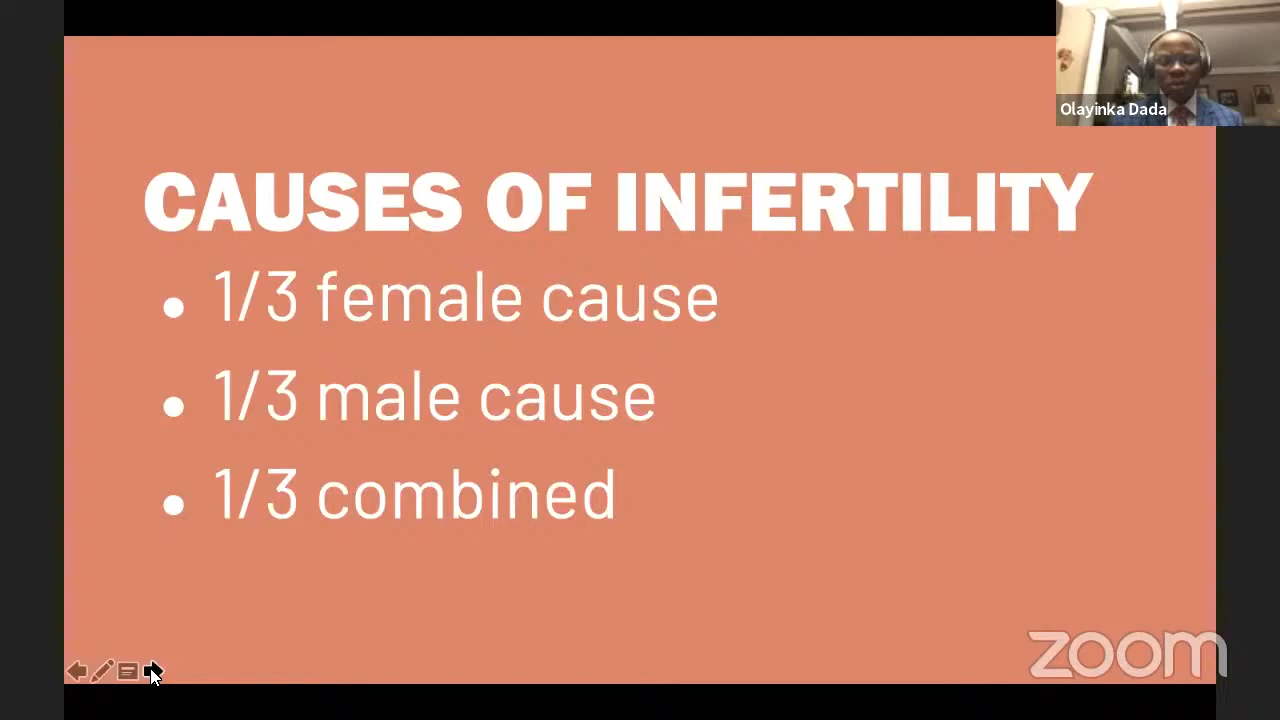 Olayinka Dada
CAUSES OF INFERTILITY
• 1/3 female cause
• 1/3 male cause
• 1/3 combined
zoom